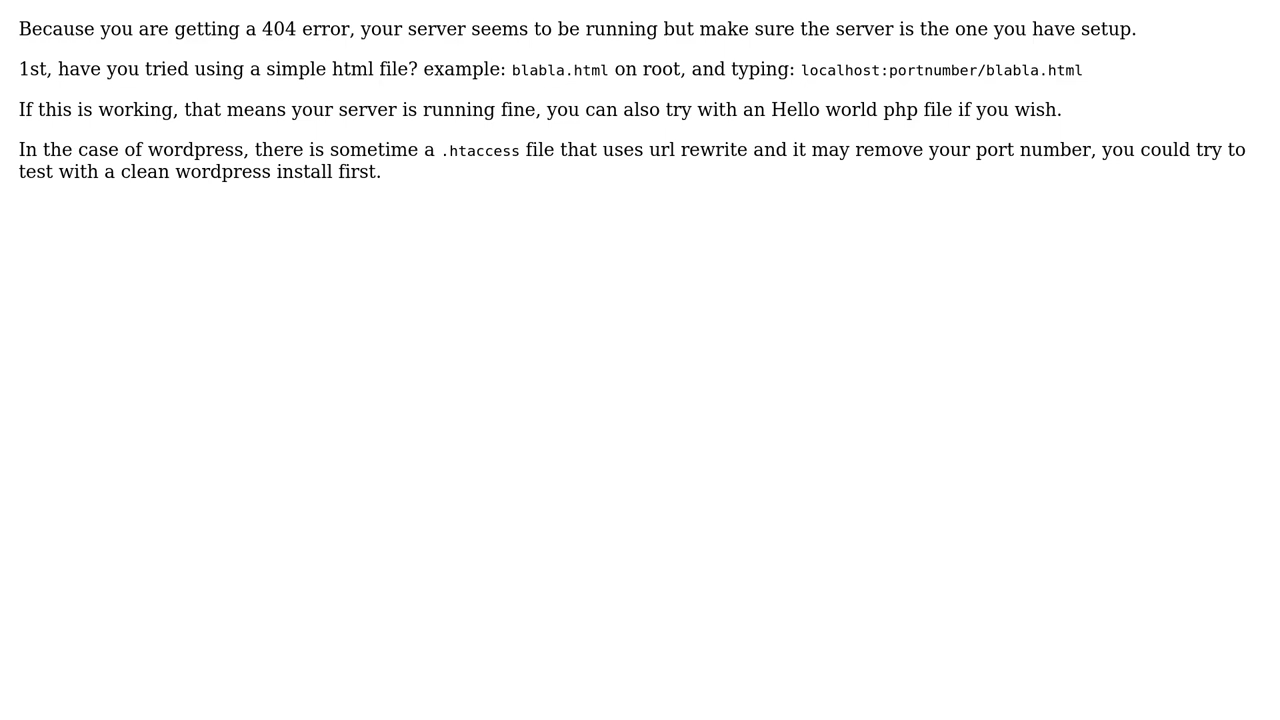 Because you are getting a 404 error, your server seems to be running but make sure the server is the one you have setup.
1st, have you tried using a simple html file? example: blabla.html on root, and typing: localhost:portnumber/blabla.html
If this is working, that means your server is running fine, you can also try with an Hello world php file if you wish.
In the case of wordpress, there is sometime a .htaccess file that uses url rewrite and it may remove your port number, you could try to
test with a clean wordpress install first.